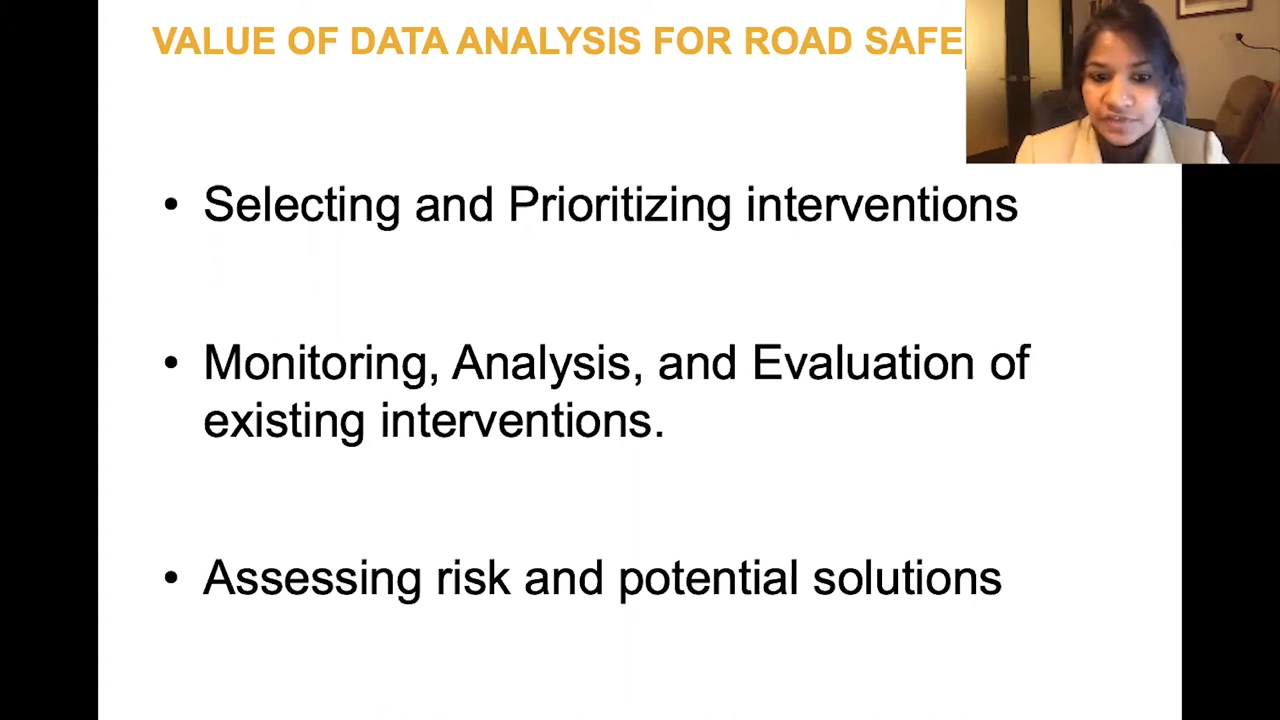 VALUE OF DATA ANALYSIS FOR ROAD SAFE
• Selecting and Prioritizing interventions
• Monitoring, Analysis, and Evaluation of
existing interventions.
• Assessing risk and potential solutions